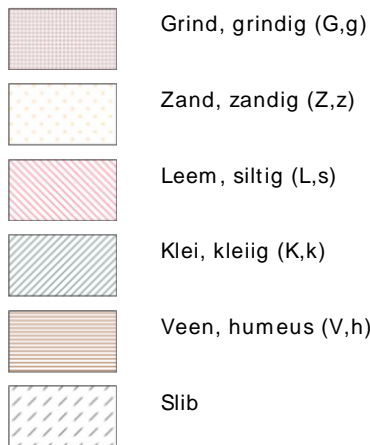 Grind, grindig (G,g)
Zand, zandig (Z,z)
Leem, siltig (L,s)
Klei, kleiig (K,k)
Veen, humeus (V,h)
Slib